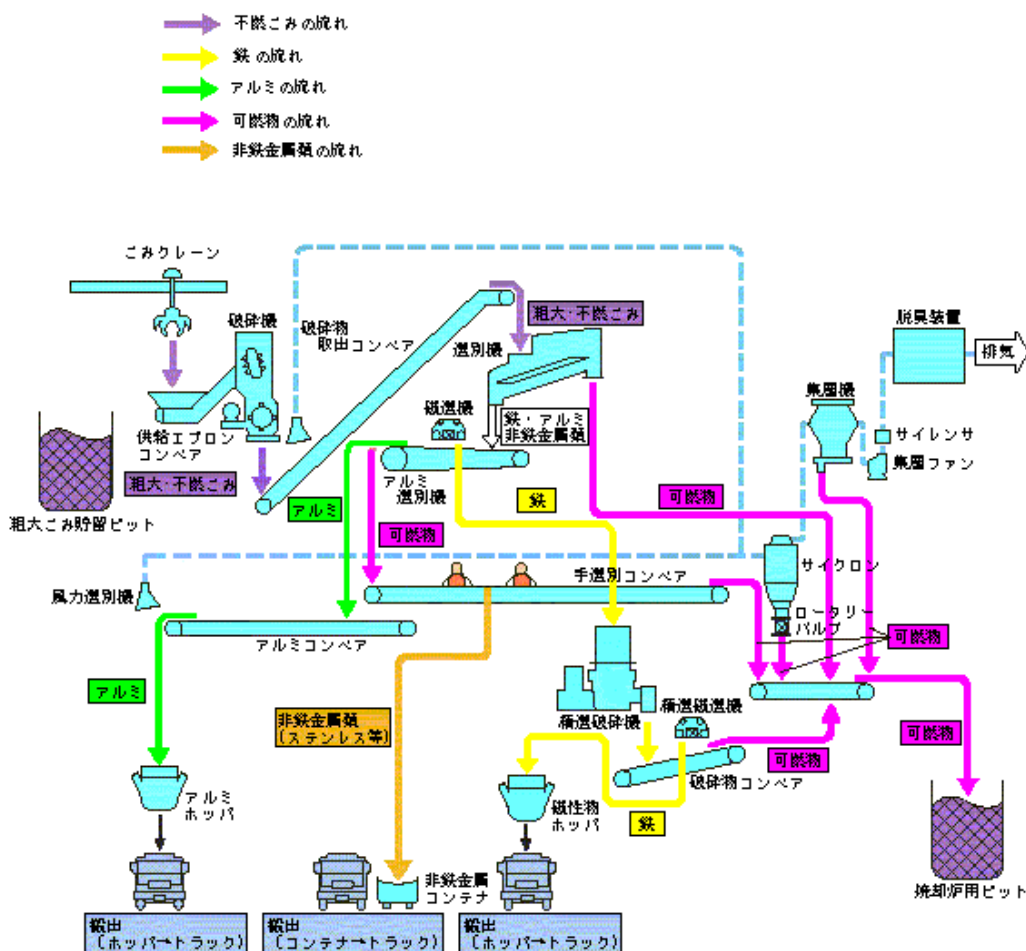 不燃ごみの流れ
鉄の流れ
アルミの流れ
可燃物の流れ
非鉄金属類の流れ
ごみクレーン
破砕機
破砕物
取出コンベア
粗大・不燃ごみ
選別機
脱臭装置
排気
集塵機
サイレンサ
集塵ファン
磁選機
鉄・アルミ
非鉄金属類
供給エプロン
コンベア
粗大・不燃ごみ
アルミ
選別機
粗大ごみ貯留ピット
アルミ
可燃物
鉄
可燃物
サイクロン
手選別コンベア
風力選別機
ロータリー
バルブ
アルミコンベア
可燃物
アルミ
非鉄金属類
(ステンレス等)
精選破砕機
精選磁選機
可燃物
可燃物
破砕物コンベア
アルミ
ホッパ
磁性物
ホッパ
鉄
非鉄金属
コンテナ
焼却炉用ピット
搬出
(ホッパ→トラック)
搬出
(コンテナ→トラック)
搬出
(ホッパ→トラック)